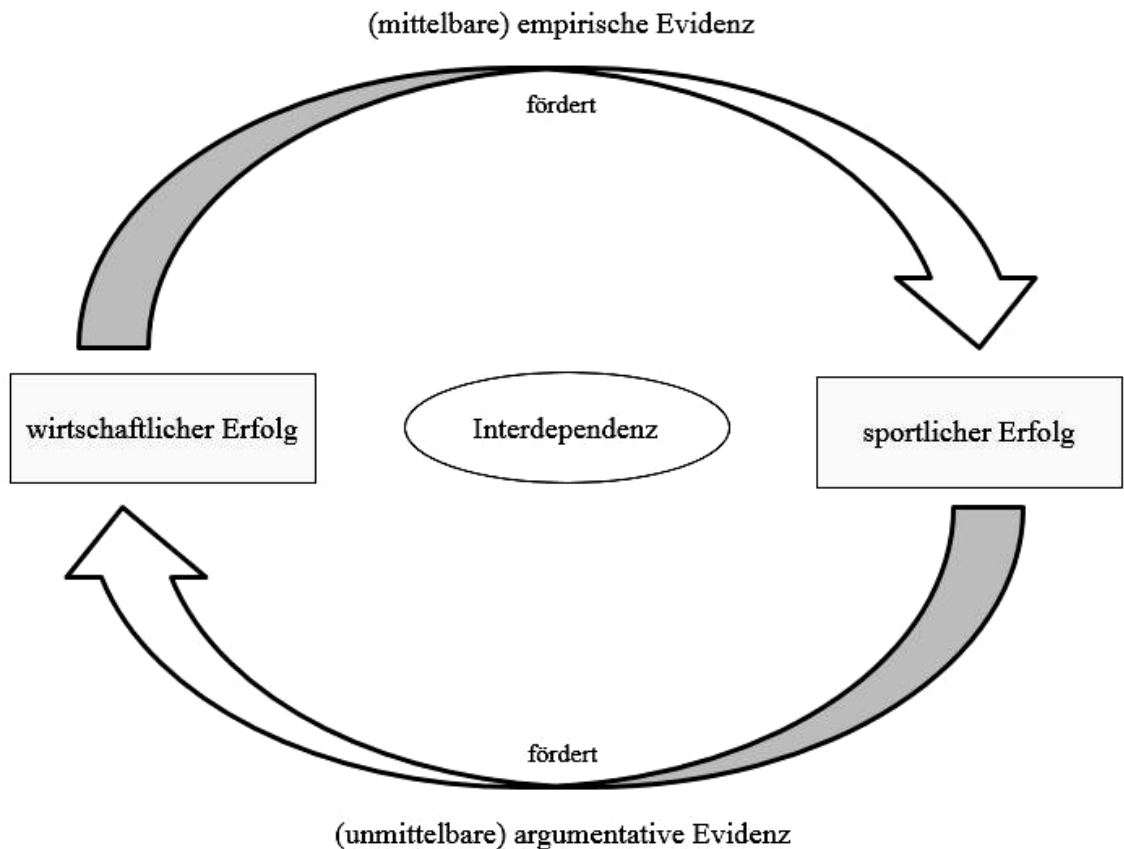 (mittelbare) empirische Evidenz
fördert
wirtschaftlicher Erfolg
Interdependenz
sportlicher Erfolg
fördert
(unmittelbare) argumentative Evidenz